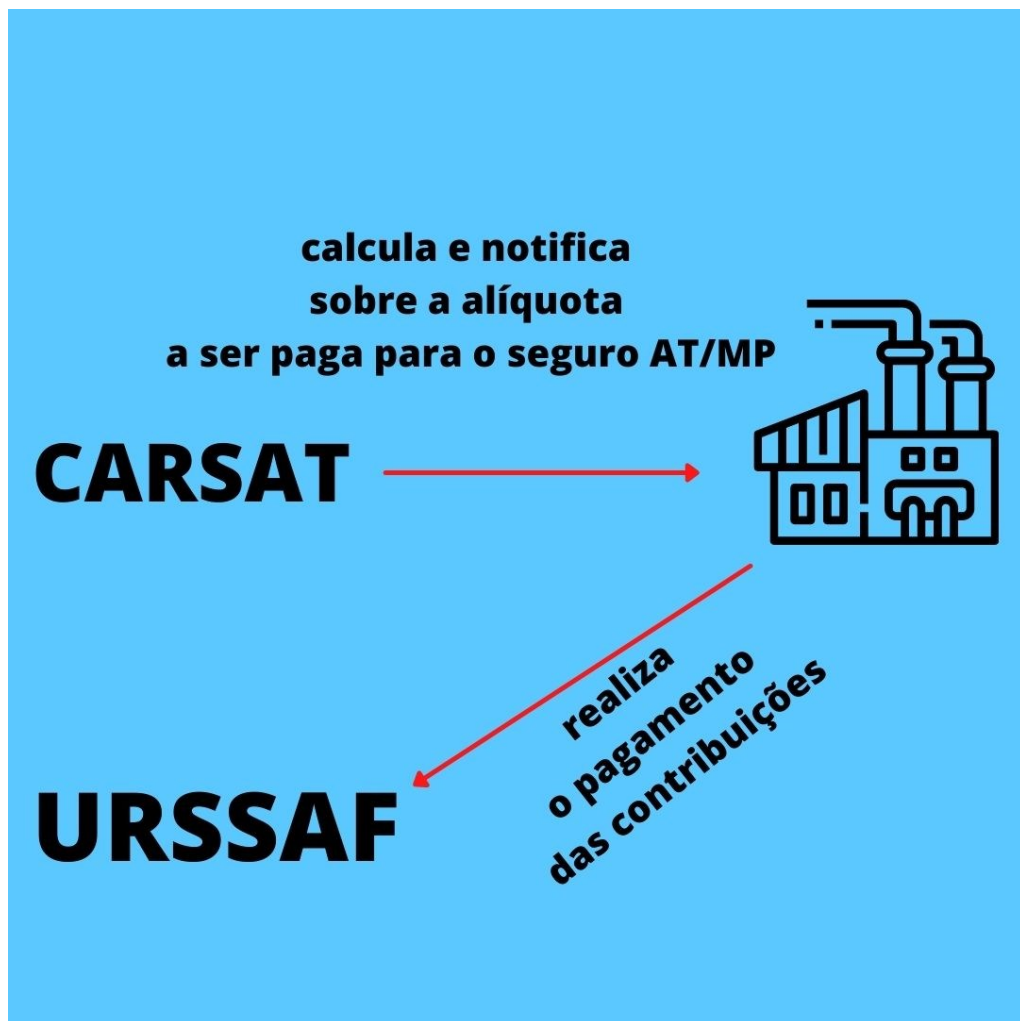 calcula e notifica
sobre a alíquota
a ser paga para o seguro AT/MP
CARSAT
realiza
o pagamento
das contribuições
URSSAF